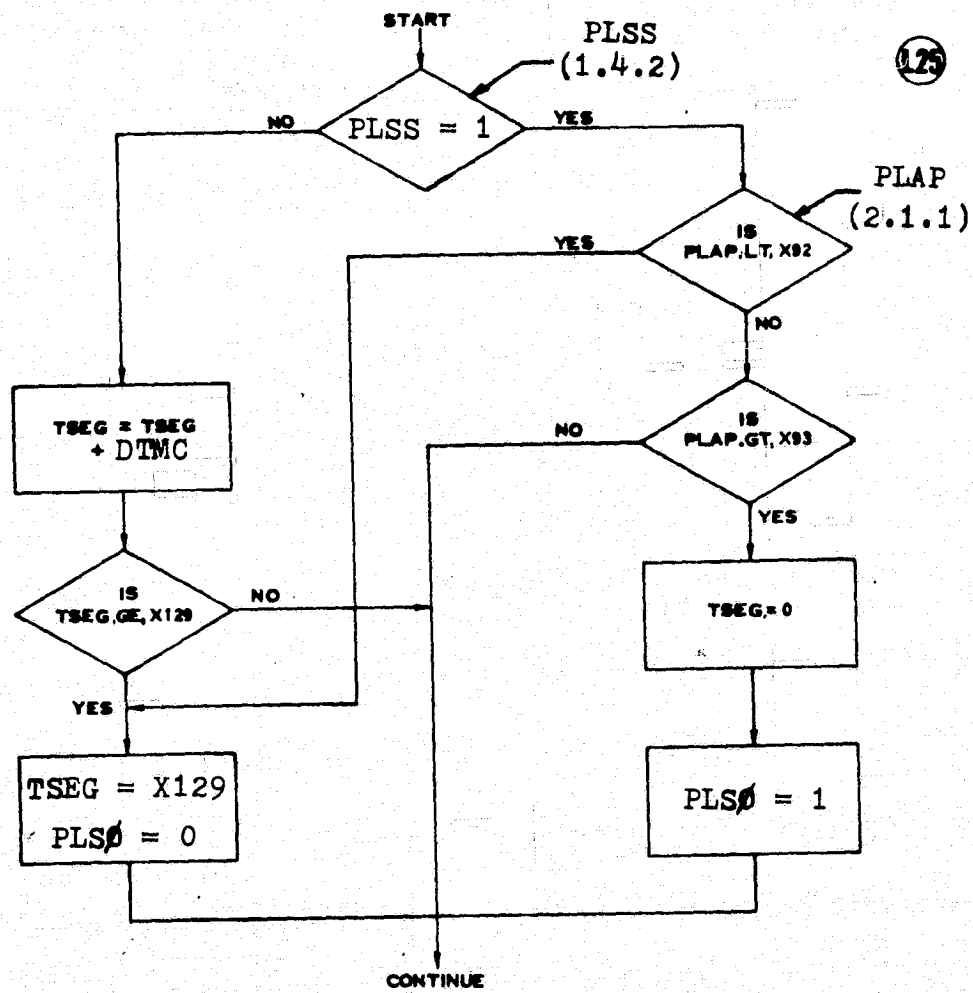 START
PLSS
(1.4.2)
125
PLSS = 1
NO
YES
PLAP
(2.1.1)
IS
PLAP.LT. X92
YES
NO
TSEG = TSEG
+ DTMC
IS
PLAP.GT. X93
NO
YES
IS
TSEG.GE. X129
NO
YES
TSEG = 0
TSEG = X129
PLSØ = 0
PLSØ = 1
CONTINUE